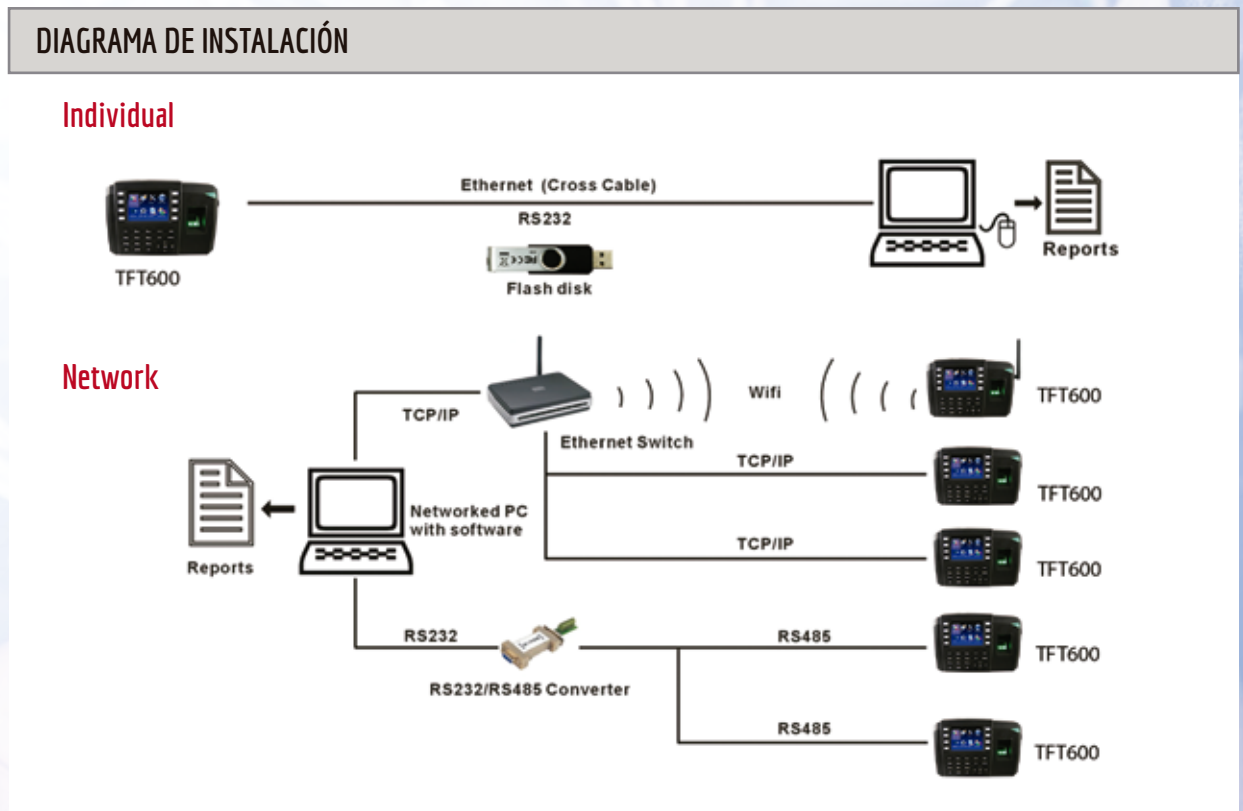 DIAGRAMA DE INSTALACIÓN
Individual
Ethernet (Cross Cable)
RS232
Flash disk
TFT600
Reports
Network
TCP/IP
Ethernet Switch
Wifi
TFT600
TCP/IP
TFT600
Networked PC
with software
Reports
TCP/IP
TFT600
RS232
RS232/RS485 Converter
RS485
TFT600
RS485
TFT600